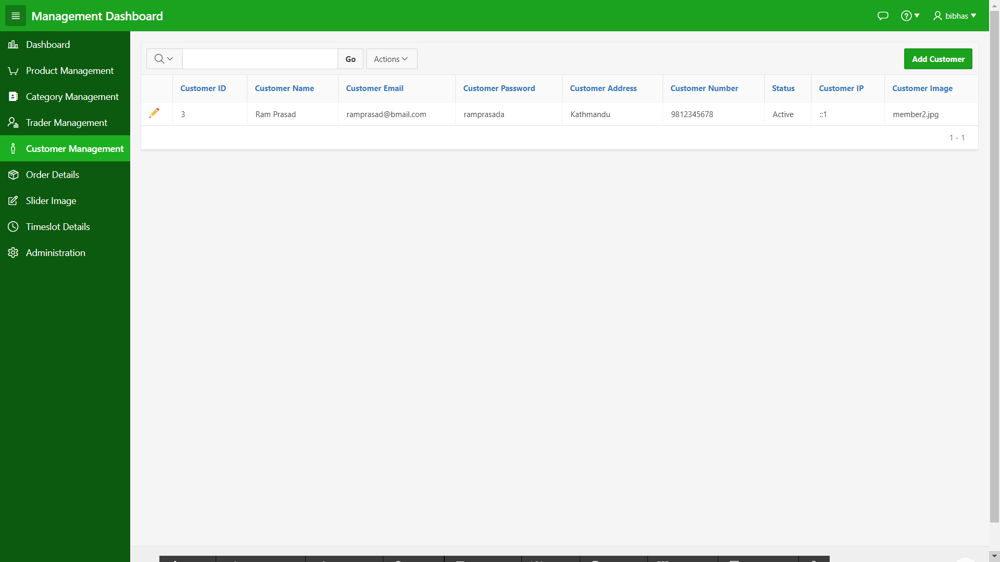 Management Dashboard
bibhas
Dashboard
Product Management
Category Management
Trader Management
Customer Management
Order Details
Slider Image
Timeslot Details
Administration
Go
Actions
Add Customer
Customer ID Customer Name Customer Email Customer Password Customer Address Customer Number Status Customer IP Customer Image
3 Ram Prasad ramprasad@bmail.com ramprasada Kathmandu 9812345678 Active ::1 member2.jpg
1 - 1